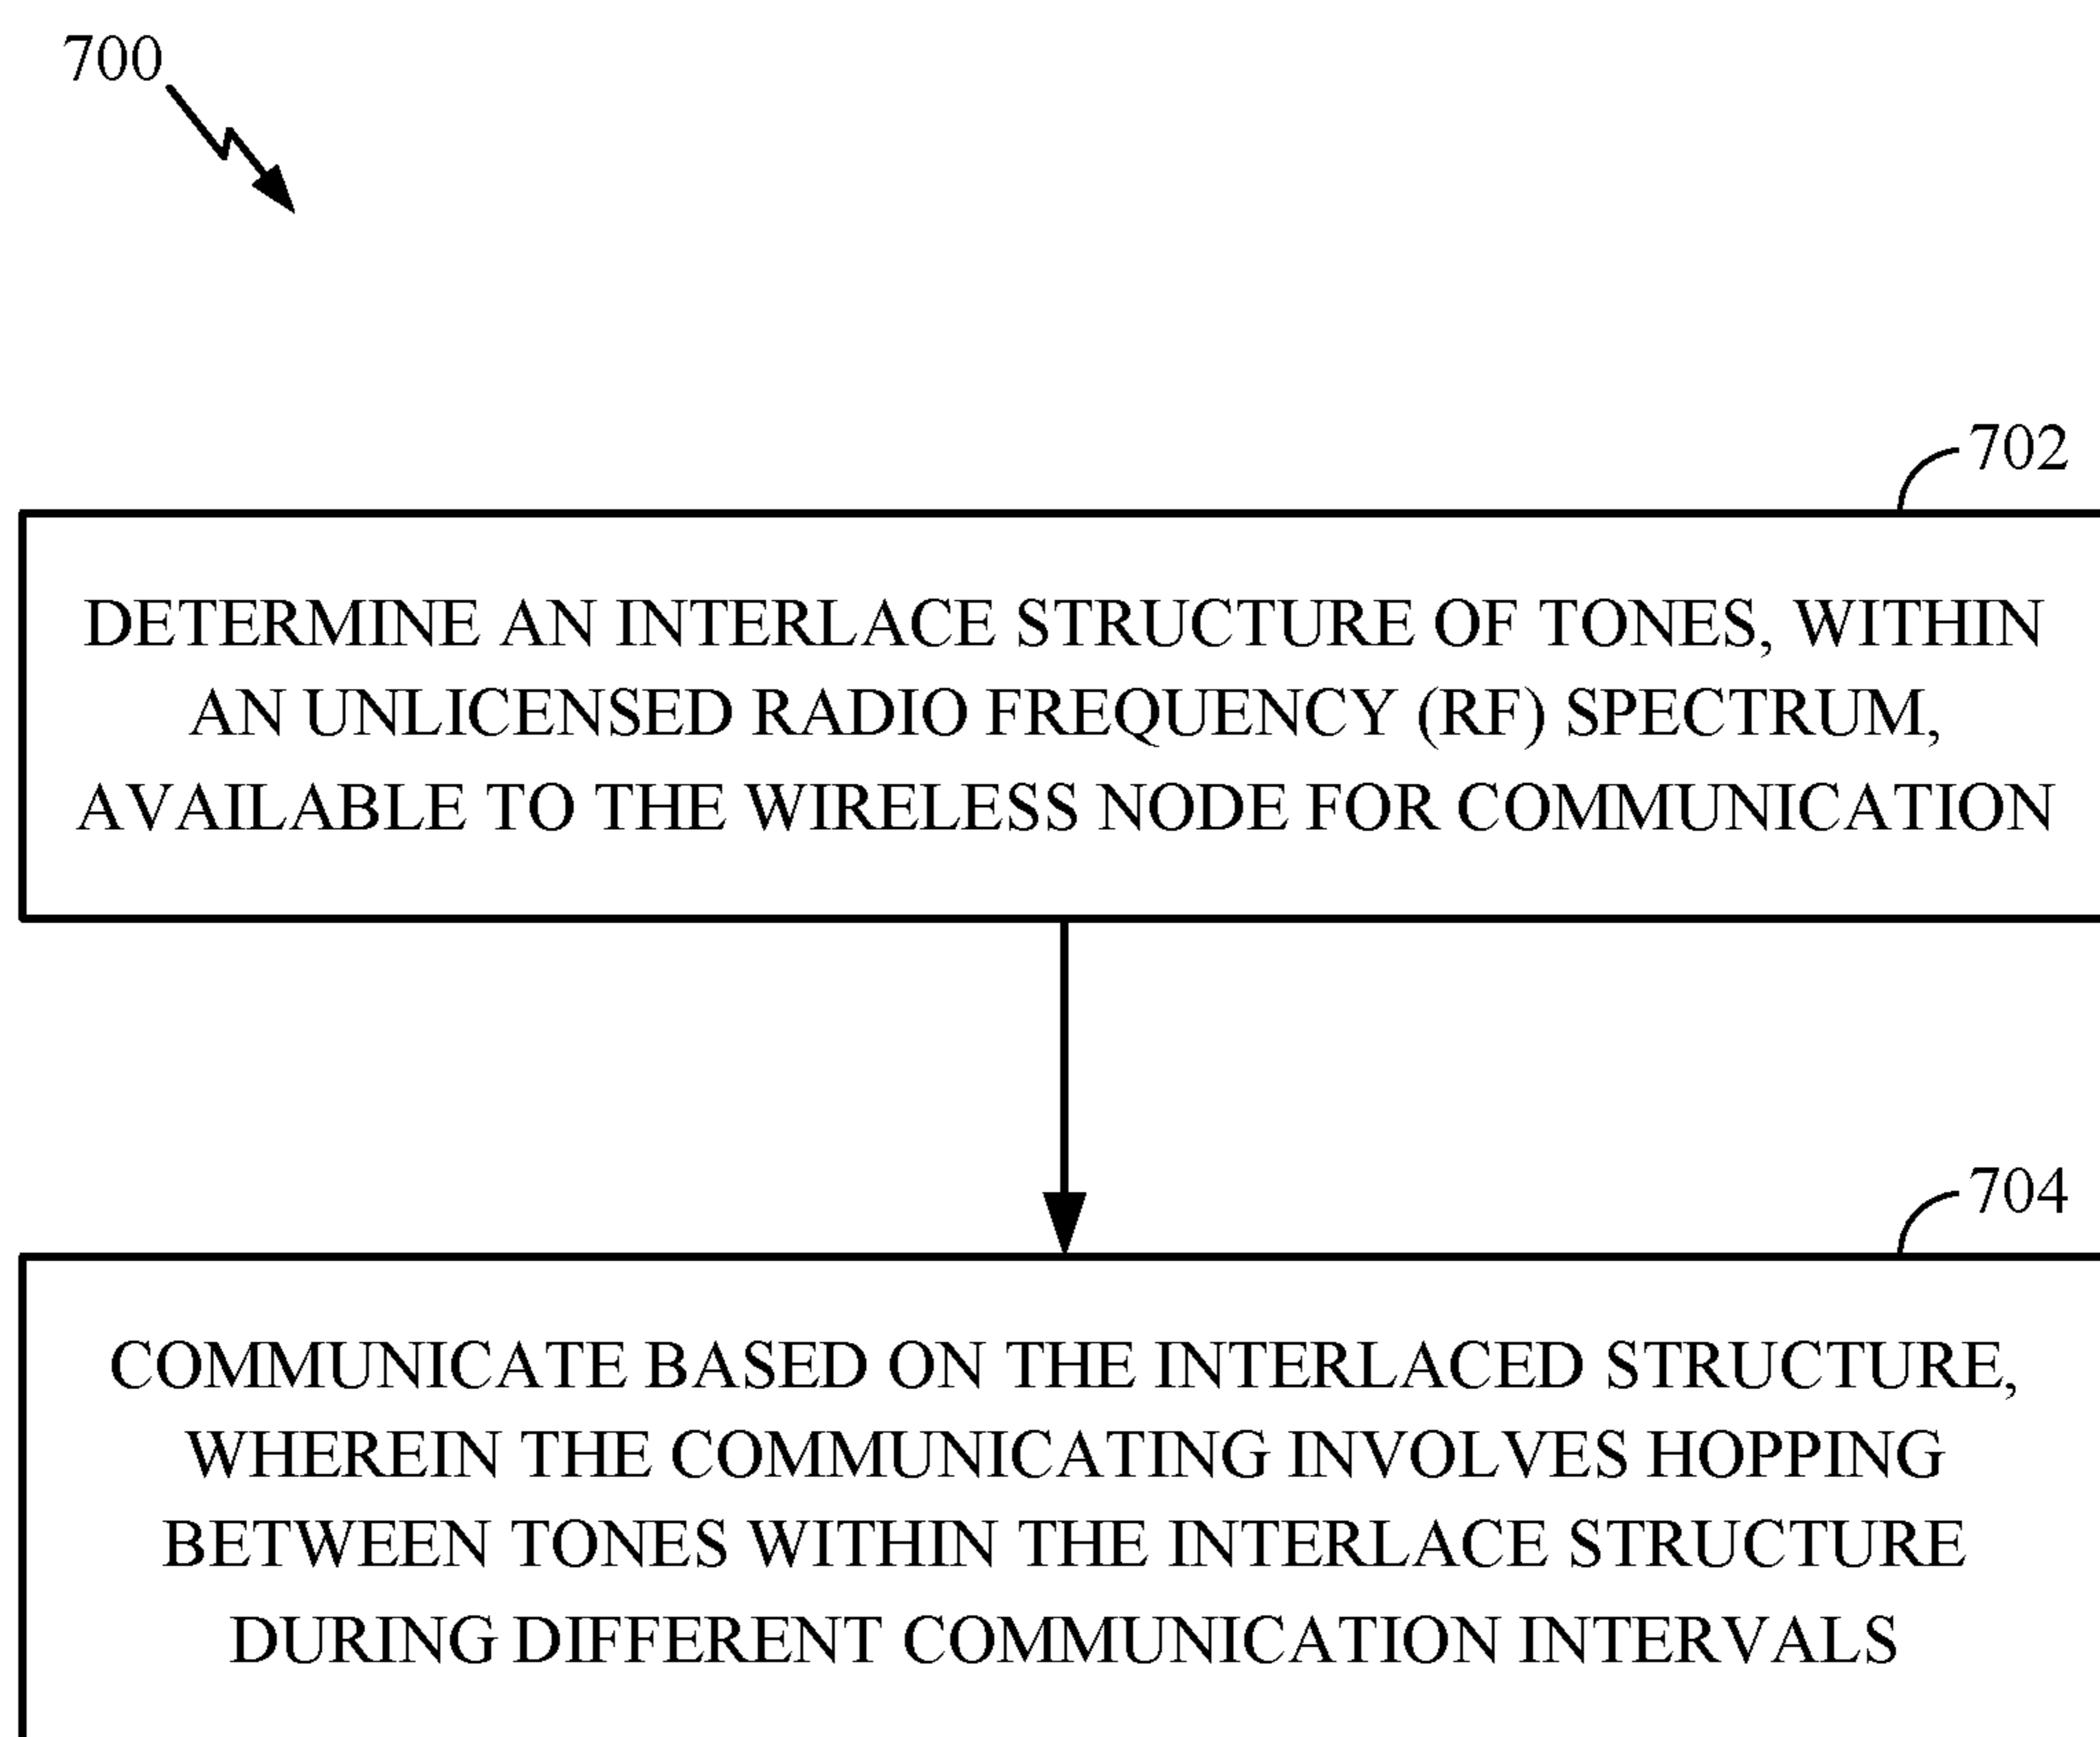 700
702
DETERMINE AN INTERLACE STRUCTURE OF TONES, WITHIN
AN UNLICENSED RADIO FREQUENCY (RF) SPECTRUM,
AVAILABLE TO THE WIRELESS NODE FOR COMMUNICATION
704
COMMUNICATE BASED ON THE INTERLACED STRUCTURE,
WHEREIN THE COMMUNICATING INVOLVES HOPPING
BETWEEN TONES WITHIN THE INTERLACE STRUCTURE
DURING DIFFERENT COMMUNICATION INTERVALS